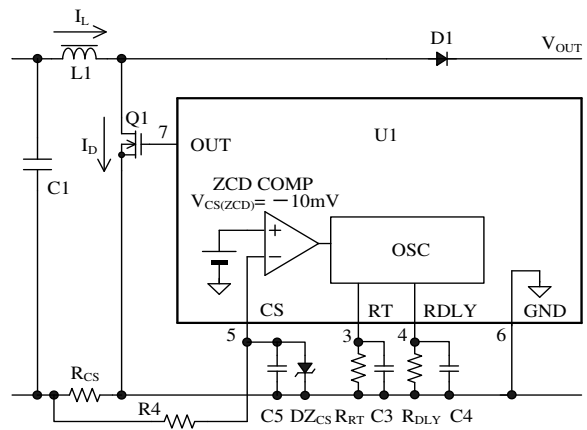 I_L
D1
V_OUT
L1
Q1
7
U1
I_D
OUT
C1
ZCD COMP
V_CS(ZCD) = －10mV
+
−
OSC
CS
RT
RDLY
GND
5
3
4
6
R_CS
R4
C5
DZ_CS
R_RT
C3
R_DLY
C4